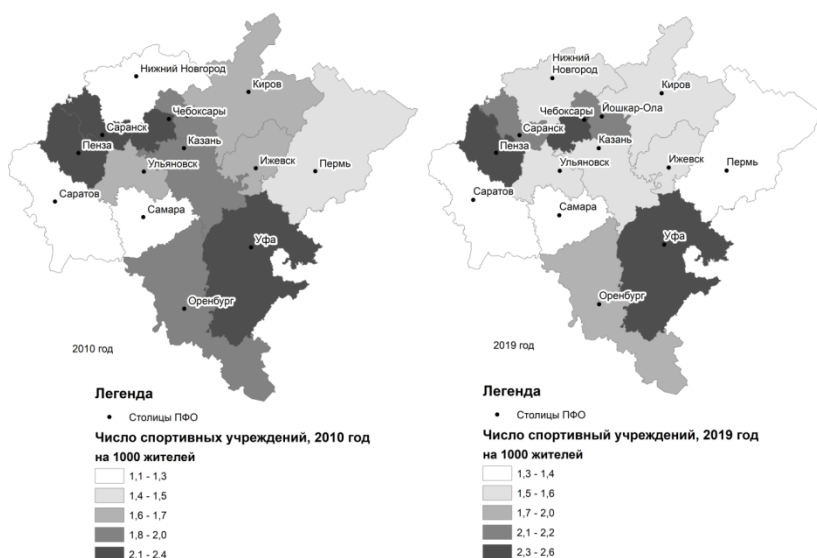 Нижний Новгород
Киров
Чебоксары
Саранск
Казань
Пенза
Ульяновск
Ижевск
Пермь
Саратов
Самара
Уфа
Оренбург
2010 год
Легенда
Столицы ПФО
Число спортивных учреждений, 2010 год
на 1000 жителей
1,1 - 1,3
1,4 - 1,5
1,6 - 1,7
1,8 - 2,0
2,1 - 2,4
Нижний
Новгород
Киров
Чебоксары
Йошкар-Ола
Саранск
Казань
Пенза
Ульяновск
Ижевск
Пермь
Саратов
Самара
Уфа
Оренбург
2019 год
Легенда
Столицы ПФО
Число спортивный учреждений, 2019 год
на 1000 жителей
1,3 - 1,4
1,5 - 1,6
1,7 - 2,0
2,1 - 2,2
2,3 - 2,6